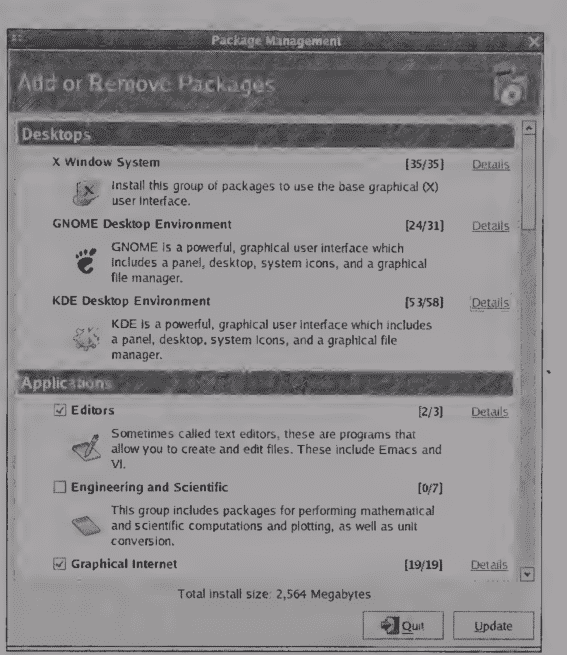 Package Management
Add or Remove Packages
Desktops
X Window System [35/35] Details
Install this group of packages to use the base graphical (X)
user interface.
GNOME Desktop Environment [24/31] Details
GNOME is a powerful, graphical user interface which
includes a panel, desktop, system icons, and a graphical
file manager.
KDE Desktop Environment [53/58] Details
KDE is a powerful, graphical user interface which includes
a panel, desktop, system icons, and a graphical file
manager.
Applications
Editors [2/3] Details
Sometimes called text editors, these are programs that
allow you to create and edit files. These include Emacs and
Vi.
Engineering and Scientific [0/7]
This group includes packages for performing mathematical
and scientific computations and plotting, as well as unit
conversion.
Graphical Internet [19/19] Details
Total install size: 2,564 Megabytes
Quit Update